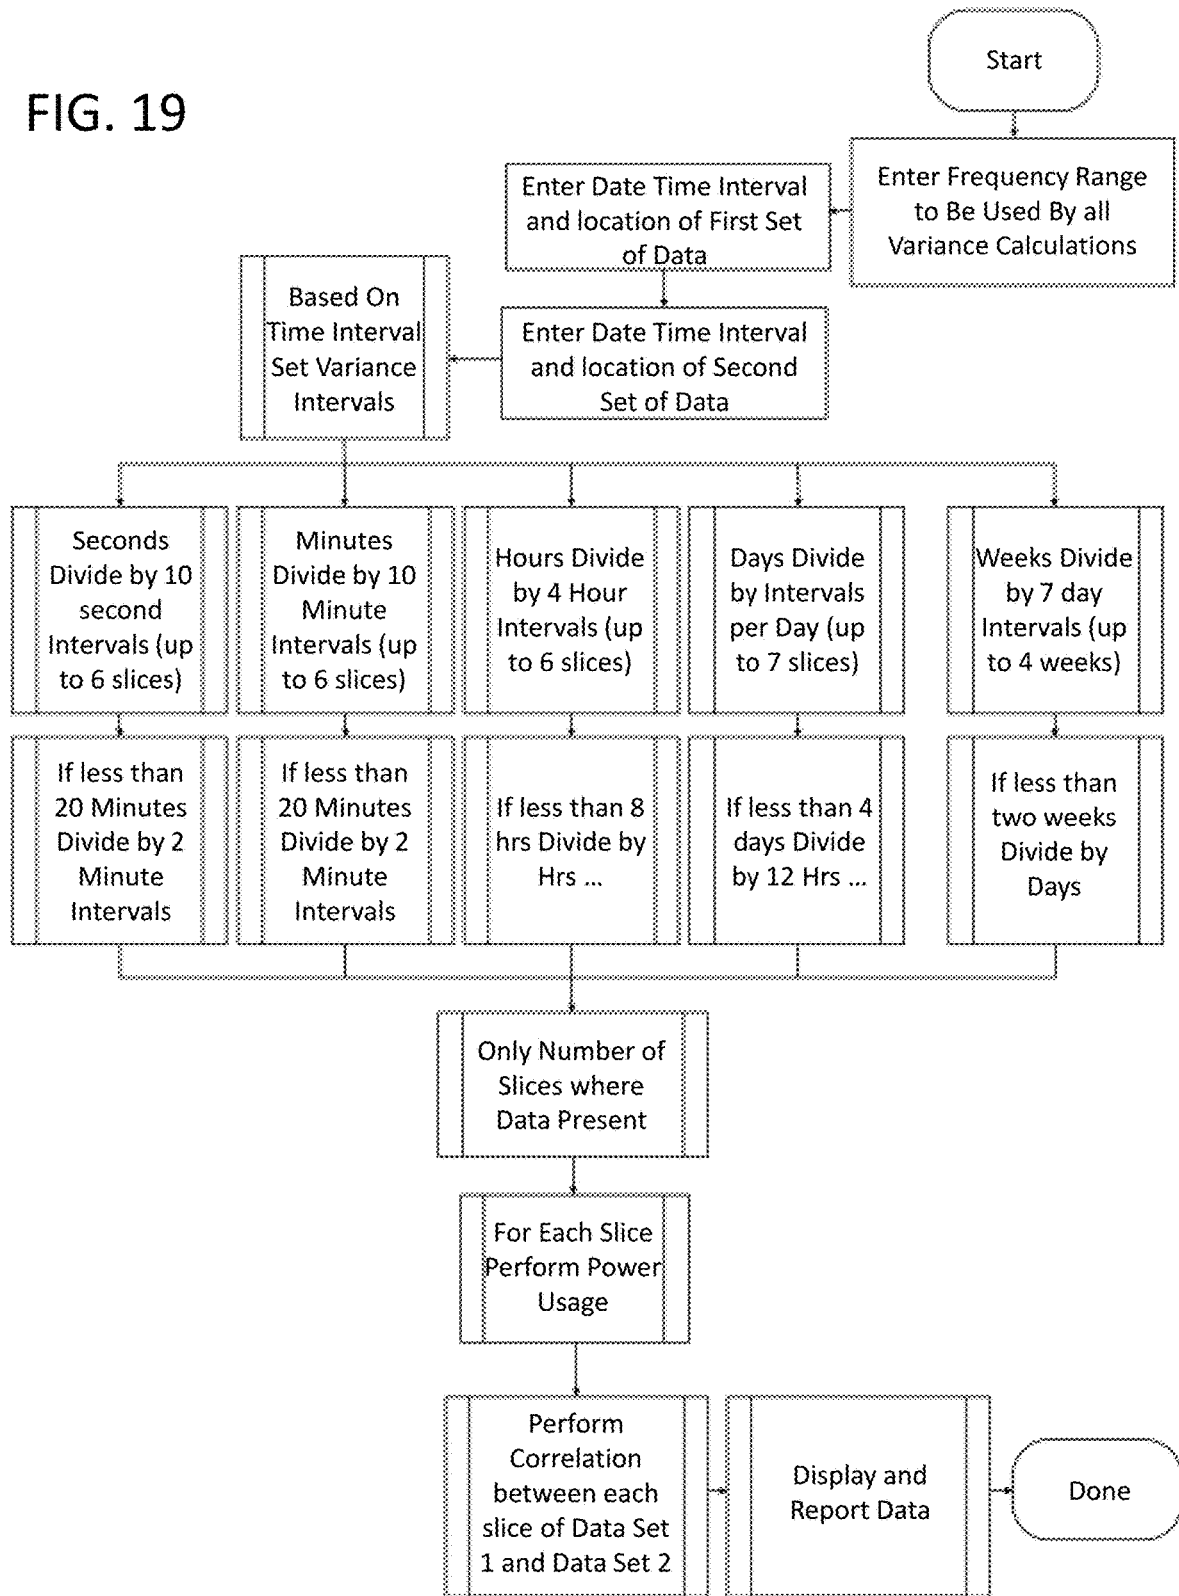 FIG. 19
Start
Enter Frequency Range
to Be Used By all
Variance Calculations
Enter Date Time Interval
and location of First Set
of Data
Enter Date Time Interval
and location of Second
Set of Data
Based On
Time Interval
Set Variance
Intervals
Seconds
Divide by 10
second
Intervals (up
to 6 slices)
Minutes
Divide by 10
Minute
Intervals (up
to 6 slices)
Hours Divide
by 4 Hour
Intervals (up
to 6 slices)
Days Divide
by Intervals
per Day (up
to 7 slices)
Weeks Divide
by 7 day
Intervals (up
to 4 weeks)
If less than
20 Minutes
Divide by 2
Minute
Intervals
If less than
20 Minutes
Divide by 2
Minute
Intervals
If less than 8
hrs Divide by
Hrs ...
If less than 4
days Divide
by 12 Hrs ...
If less than
two weeks
Divide by
Days
Only Number of
Slices where
Data Present
For Each Slice
Perform Power
Usage
Perform
Correlation
between each
slice of Data Set
1 and Data Set 2
Display and
Report Data
Done